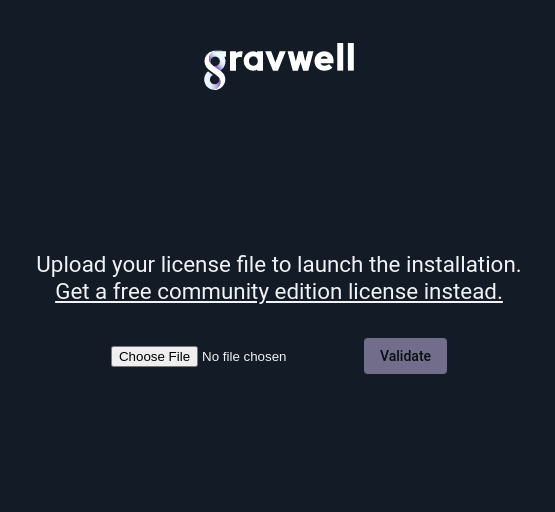 gravwell
Upload your license file to launch the installation.
Get a free community edition license instead.
Choose File No file chosen Validate